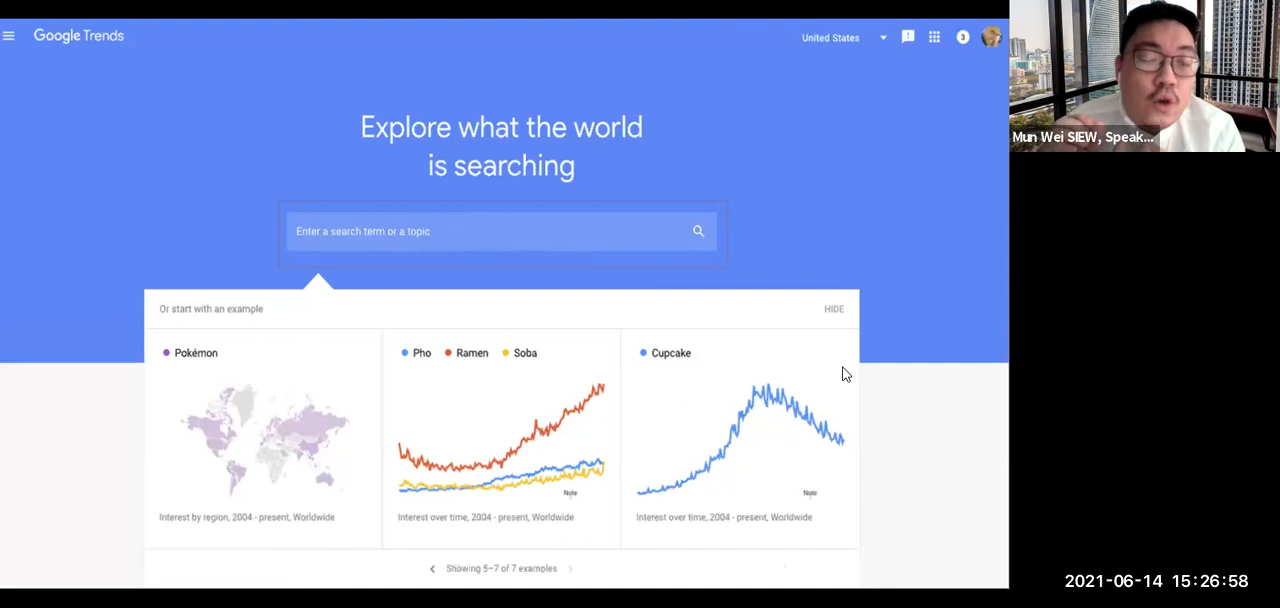 Google Trends
United States
3
Explore what the world
is searching
Enter a search term or a topic
Or start with an example
HIDE
Pokémon
Pho
Ramen
Soba
Cupcake
Note
Note
Interest by region, 2004 - present, Worldwide
Interest over time, 2004 - present, Worldwide
Interest over time, 2004 - present, Worldwide
Showing 5–7 of 7 examples
Mun Wei SIEW, Speak...
2021-06-14 15:26:58